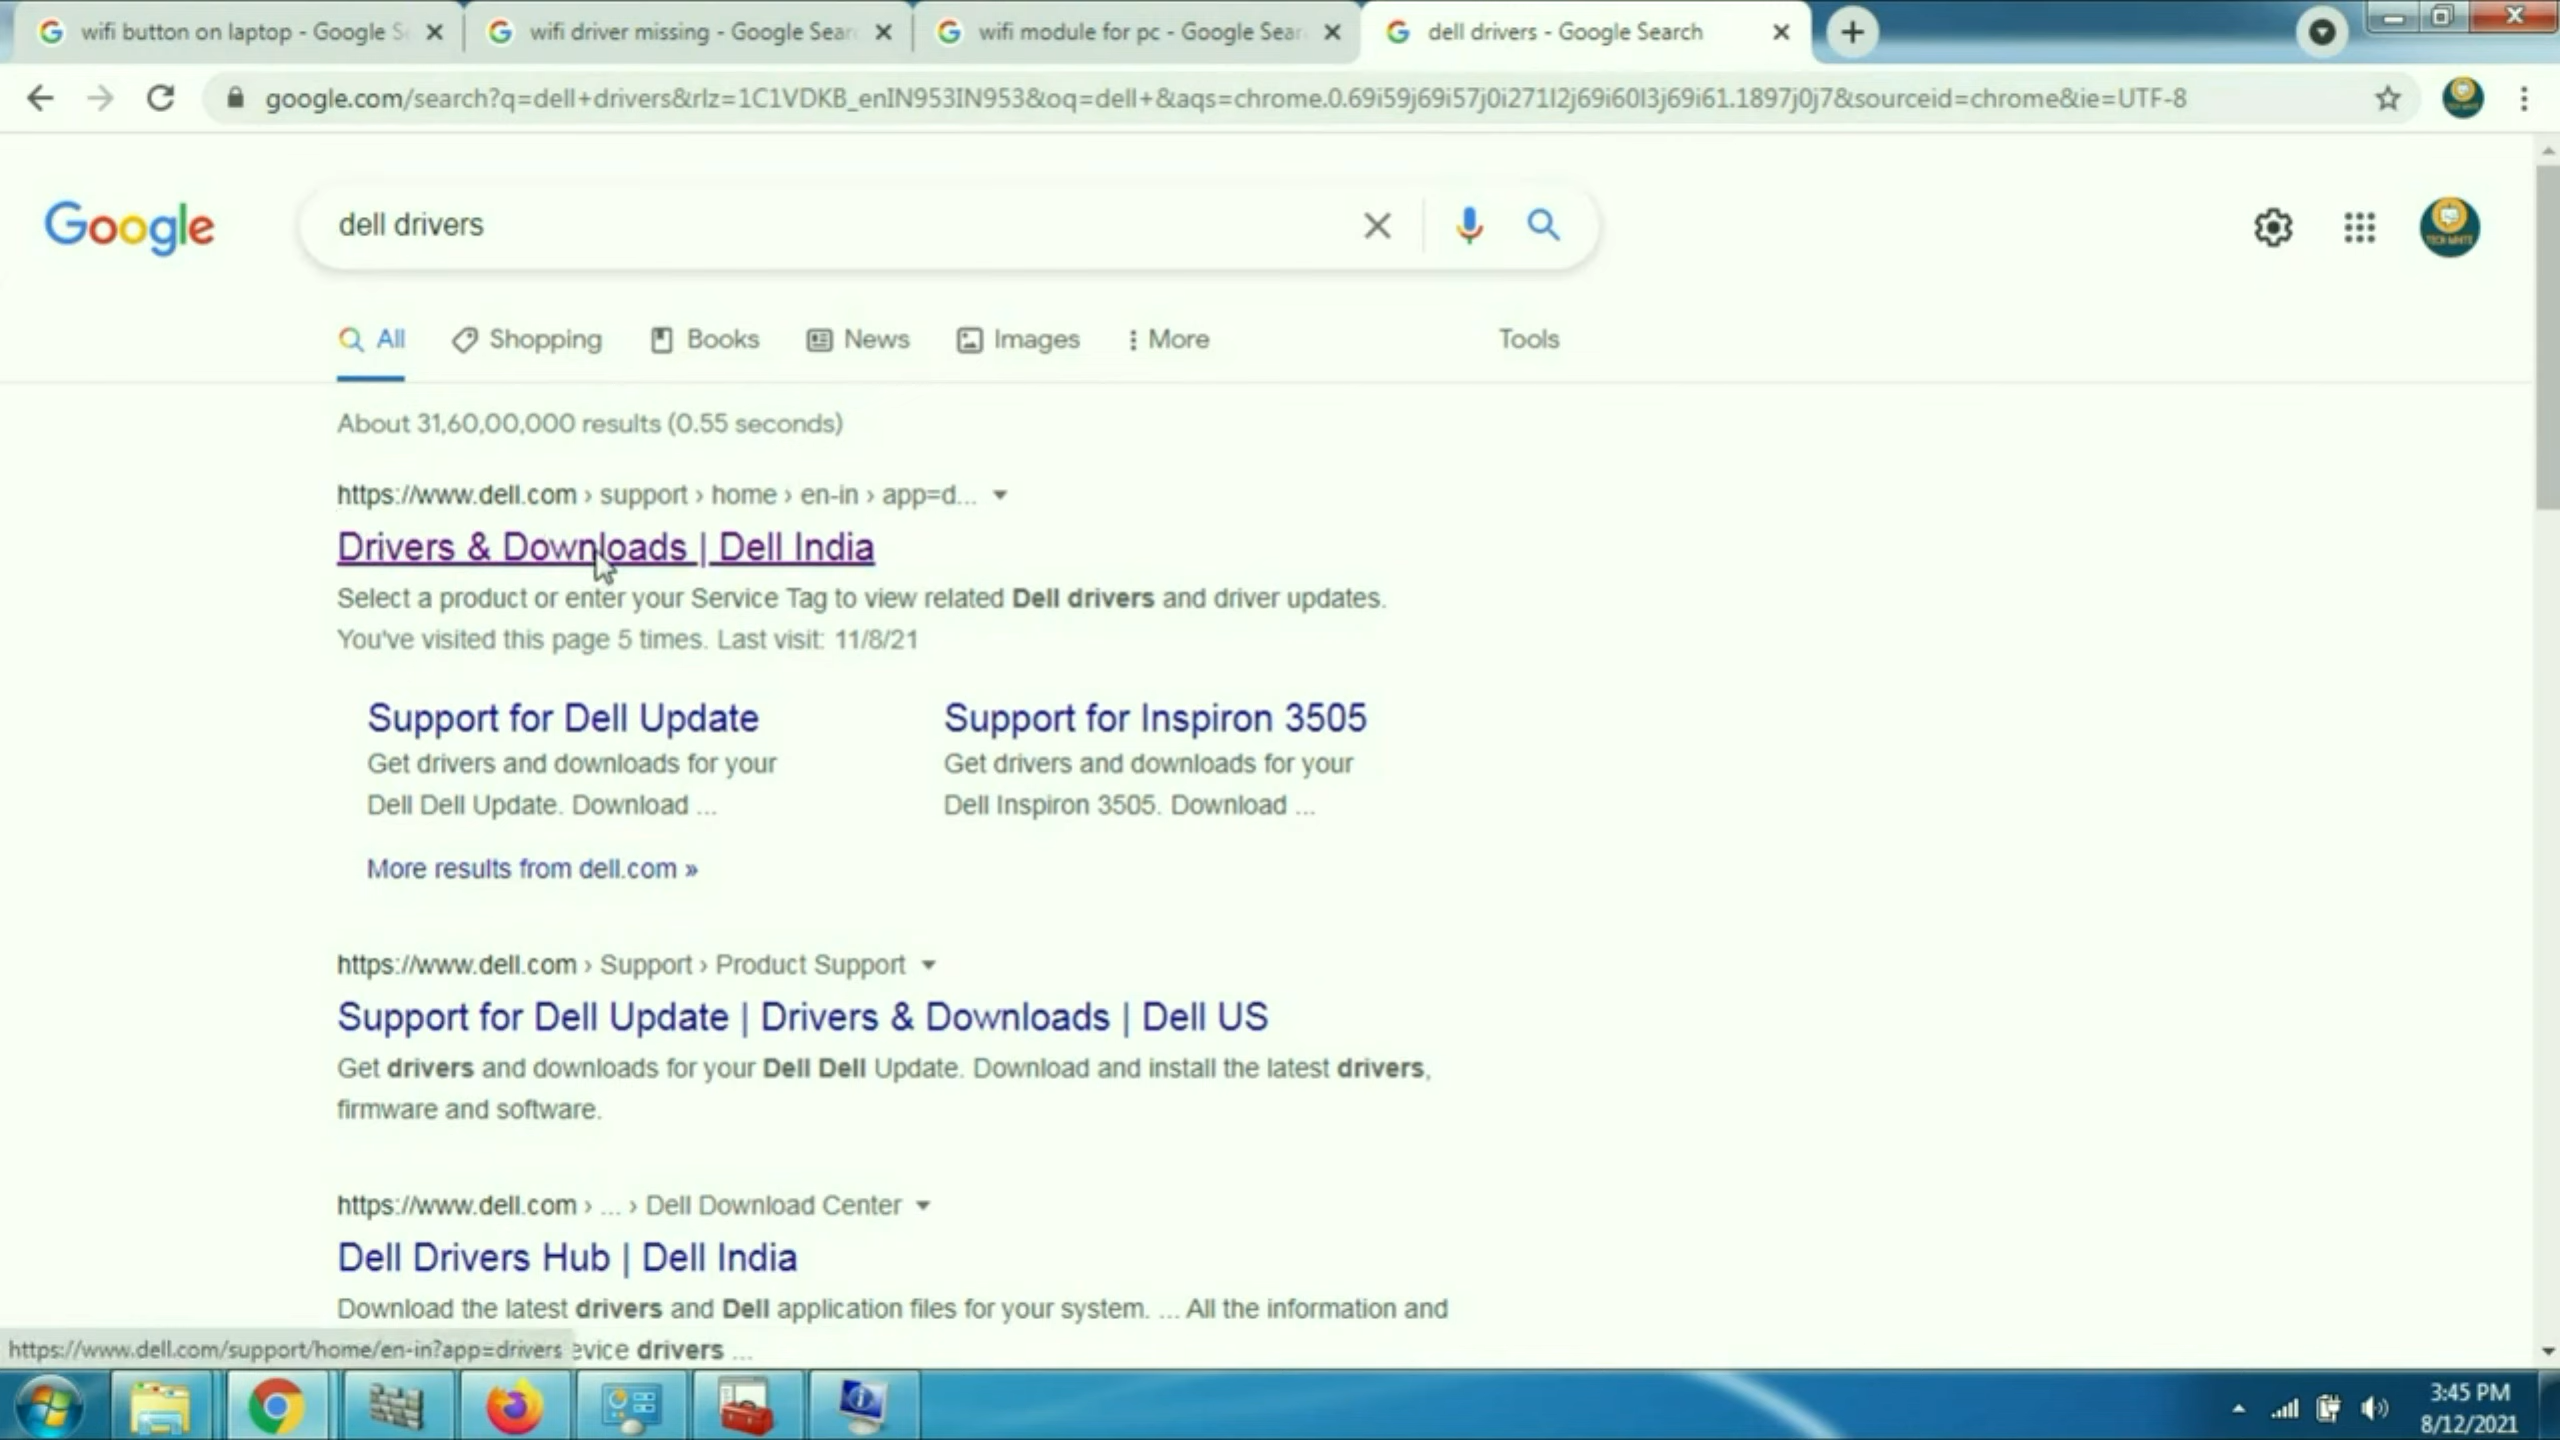 wifi button on laptop - Google S
wifi driver missing - Google Sear
wifi module for pc - Google Sear
dell drivers - Google Search
google.com/search?q=dell+drivers&rlz=1C1VDKB_enIN953IN953&oq=dell+&aqs=chrome.0.69i59j69i57j0i271l2j69i60l3j69i61.1897j0j7&sourceid=chrome&ie=UTF-8
Google
dell drivers
TECH WHITE
All
Shopping
Books
News
Images
More
Tools
About 31,60,00,000 results (0.55 seconds)
https://www.dell.com › support › home › en-in › app=d...
Drivers & Downloads | Dell India
Select a product or enter your Service Tag to view related Dell drivers and driver updates.
You've visited this page 5 times. Last visit: 11/8/21
Support for Dell Update
Get drivers and downloads for your
Dell Dell Update. Download ...
Support for Inspiron 3505
Get drivers and downloads for your
Dell Inspiron 3505. Download ...
More results from dell.com »
https://www.dell.com › Support › Product Support
Support for Dell Update | Drivers & Downloads | Dell US
Get drivers and downloads for your Dell Dell Update. Download and install the latest drivers,
firmware and software.
https://www.dell.com › ... › Dell Download Center
Dell Drivers Hub | Dell India
Download the latest drivers and Dell application files for your system. ... All the information and
evice drivers ...
https://www.dell.com/support/home/en-in?app=drivers
3:45 PM
8/12/2021